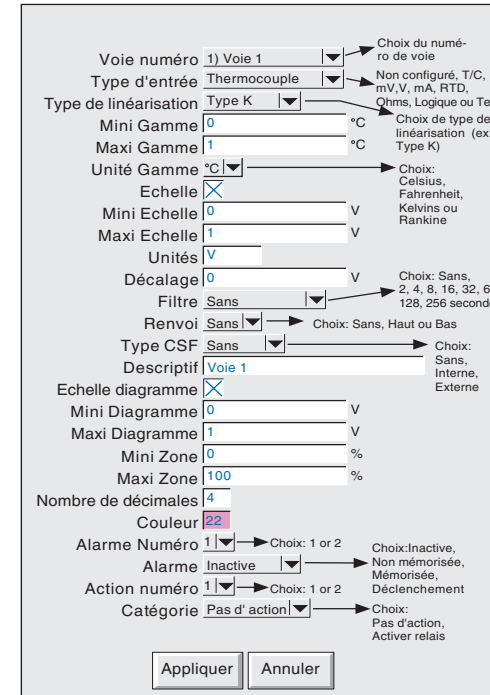 Voie numéro 1) Voie 1 Choix du numé-
ro de voie
Type d'entrée Thermocouple Non configuré, T/C,
mV,V, mA, RTD,
Ohms, Logique ou Te
Type de linéarisation Type K Choix de type de
linéarisation (ex
Type K)
Mini Gamme 0 °C
Maxi Gamme 1 °C
Unité Gamme °C Choix:
Celsius,
Fahrenheit,
Kelvins ou
Rankine
Echelle
Mini Echelle 0 V
Maxi Echelle 1 V
Unités V
Décalage 0 V
Filtre Sans Choix: Sans,
2, 4, 8, 16, 32, 6
128, 256 seconde
Renvoi Sans Choix: Sans, Haut ou Bas
Type CSF Sans Choix:
Sans,
Interne,
Externe
Descriptif Voie 1
Echelle diagramme
Mini Diagramme 0 V
Maxi Diagramme 1 V
Mini Zone 0 %
Maxi Zone 100 %
Nombre de décimales 4
Couleur 22
Alarme Numéro 1 Choix: 1 or 2
Alarme Inactive Choix:Inactive,
Non mémorisée,
Mémorisée,
Déclenchement
Action numéro 1 Choix: 1 or 2
Catégorie Pas d' action Choix:
Pas d'action,
Activer relais
Appliquer Annuler